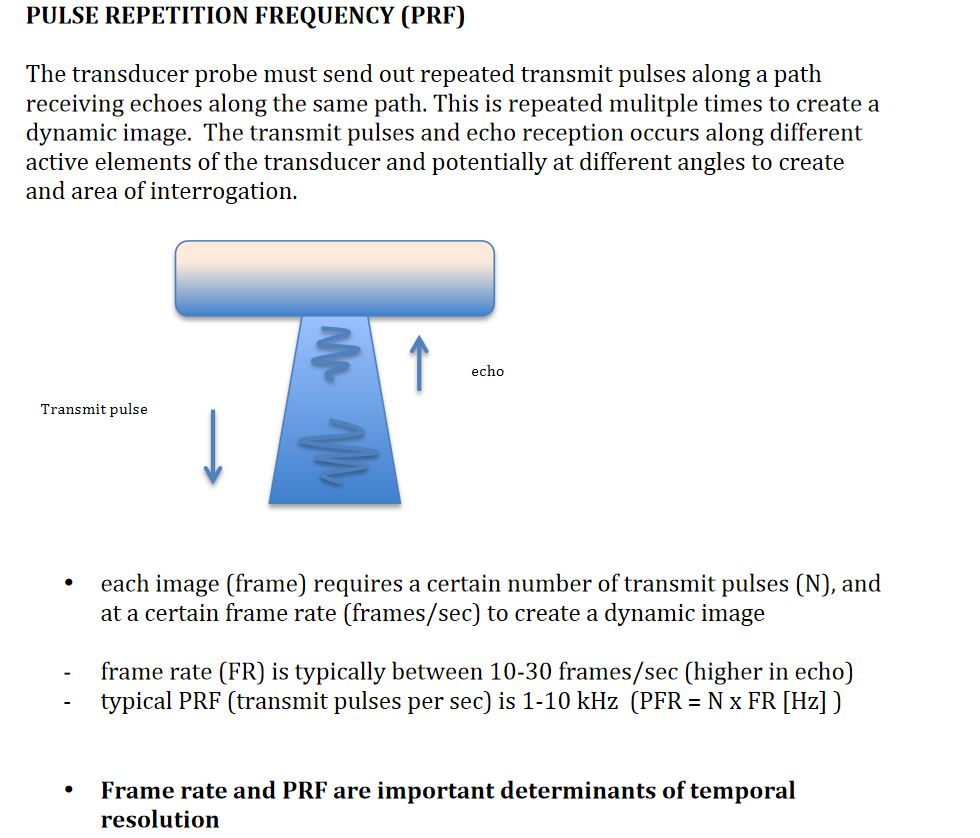 PULSE REPETITION FREQUENCY (PRF)
The transducer probe must send out repeated transmit pulses along a path
receiving echoes along the same path. This is repeated mulitple times to create a
dynamic image.  The transmit pulses and echo reception occurs along different
active elements of the transducer and potentially at different angles to create
and area of interrogation.
echo
Transmit pulse
• each image (frame) requires a certain number of transmit pulses (N), and
at a certain frame rate (frames/sec) to create a dynamic image
- frame rate (FR) is typically between 10-30 frames/sec (higher in echo)
- typical PRF (transmit pulses per sec) is 1-10 kHz  (PFR = N x FR [Hz] )
• Frame rate and PRF are important determinants of temporal
resolution